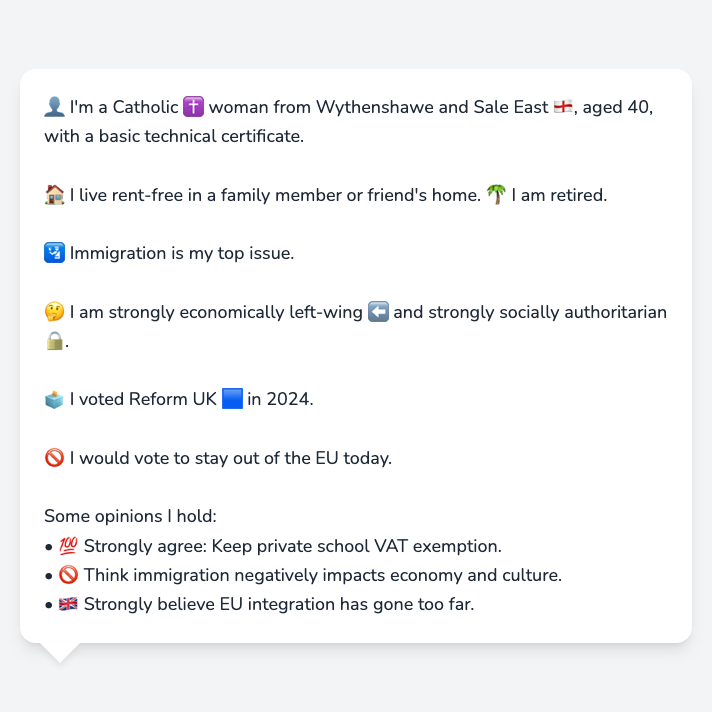 👤 I'm a Catholic ✝️ woman from Wythenshawe and Sale East 🏴󠁧󠁢󠁥󠁮󠁧󠁿, aged 40,
with a basic technical certificate.
🏠 I live rent-free in a family member or friend's home. 🌴 I am retired.
🛂 Immigration is my top issue.
🤔 I am strongly economically left-wing ⬅️ and strongly socially authoritarian
🔒.
🗳️ I voted Reform UK 🟦 in 2024.
🚫 I would vote to stay out of the EU today.
Some opinions I hold:
• 💯 Strongly agree: Keep private school VAT exemption.
• 🚫 Think immigration negatively impacts economy and culture.
• 🇬🇧 Strongly believe EU integration has gone too far.